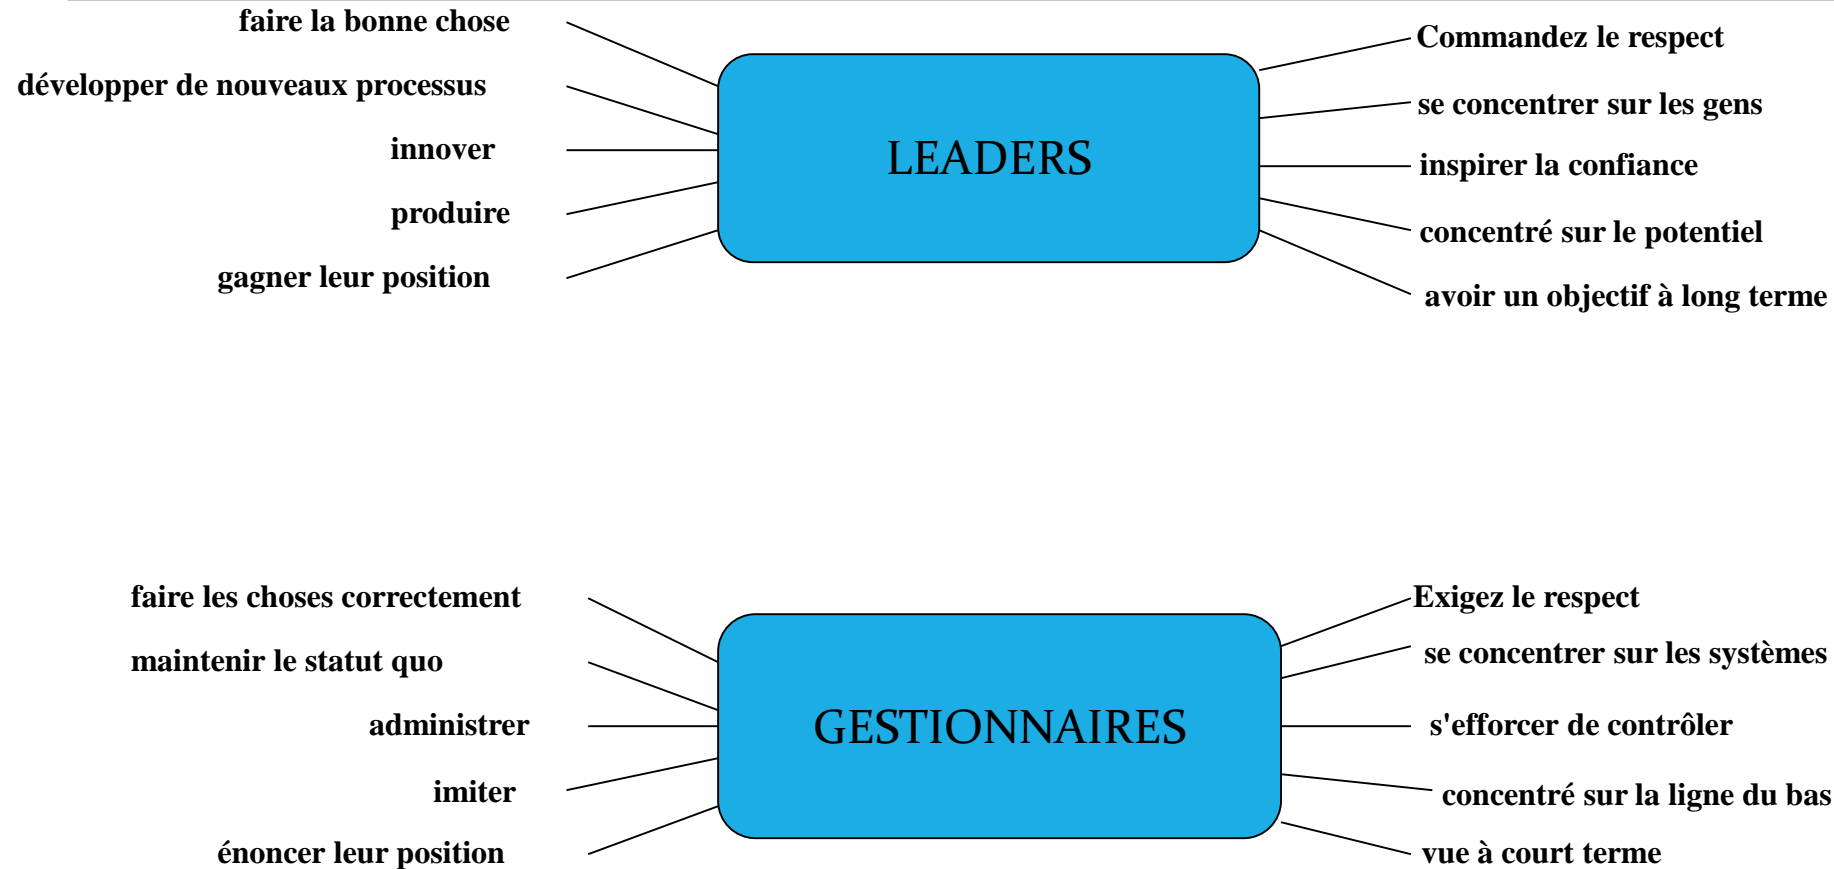 faire la bonne chose
développer de nouveaux processus
innover
produire
gagner leur position
LEADERS
Commandez le respect
se concentrer sur les gens
inspirer la confiance
concentré sur le potentiel
avoir un objectif à long terme
faire les choses correctement
maintenir le statut quo
administrer
imiter
énoncer leur position
GESTIONNAIRES
Exigez le respect
se concentrer sur les systèmes
s'efforcer de contrôler
concentré sur la ligne du bas
vue à court terme